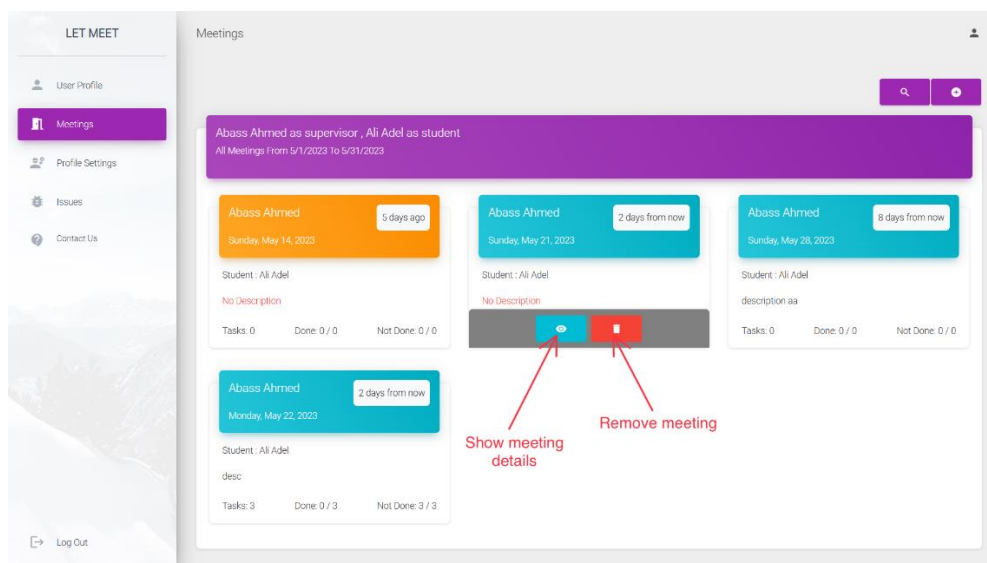 LET MEET
User Profile
Meetings
Profile Settings
Issues
Contact Us
Log Out
Meetings
Abass Ahmed as supervisor , Ali Adel as student
All Meetings From 5/1/2023 To 5/31/2023
Abass Ahmed
5 days ago
Sunday, May 14, 2023
Student : Ali Adel
No Description
Tasks: 0 Done: 0 / 0 Not Done: 0 / 0
Abass Ahmed
2 days from now
Sunday, May 21, 2023
Student : Ali Adel
No Description
Abass Ahmed
8 days from now
Sunday, May 28, 2023
Student : Ali Adel
description aa
Tasks: 0 Done: 0 / 0 Not Done: 0 / 0
Abass Ahmed
2 days from now
Monday, May 22, 2023
Student : Ali Adel
desc
Tasks: 3 Done: 0 / 3 Not Done: 3 / 3
Show meeting
details
Remove meeting